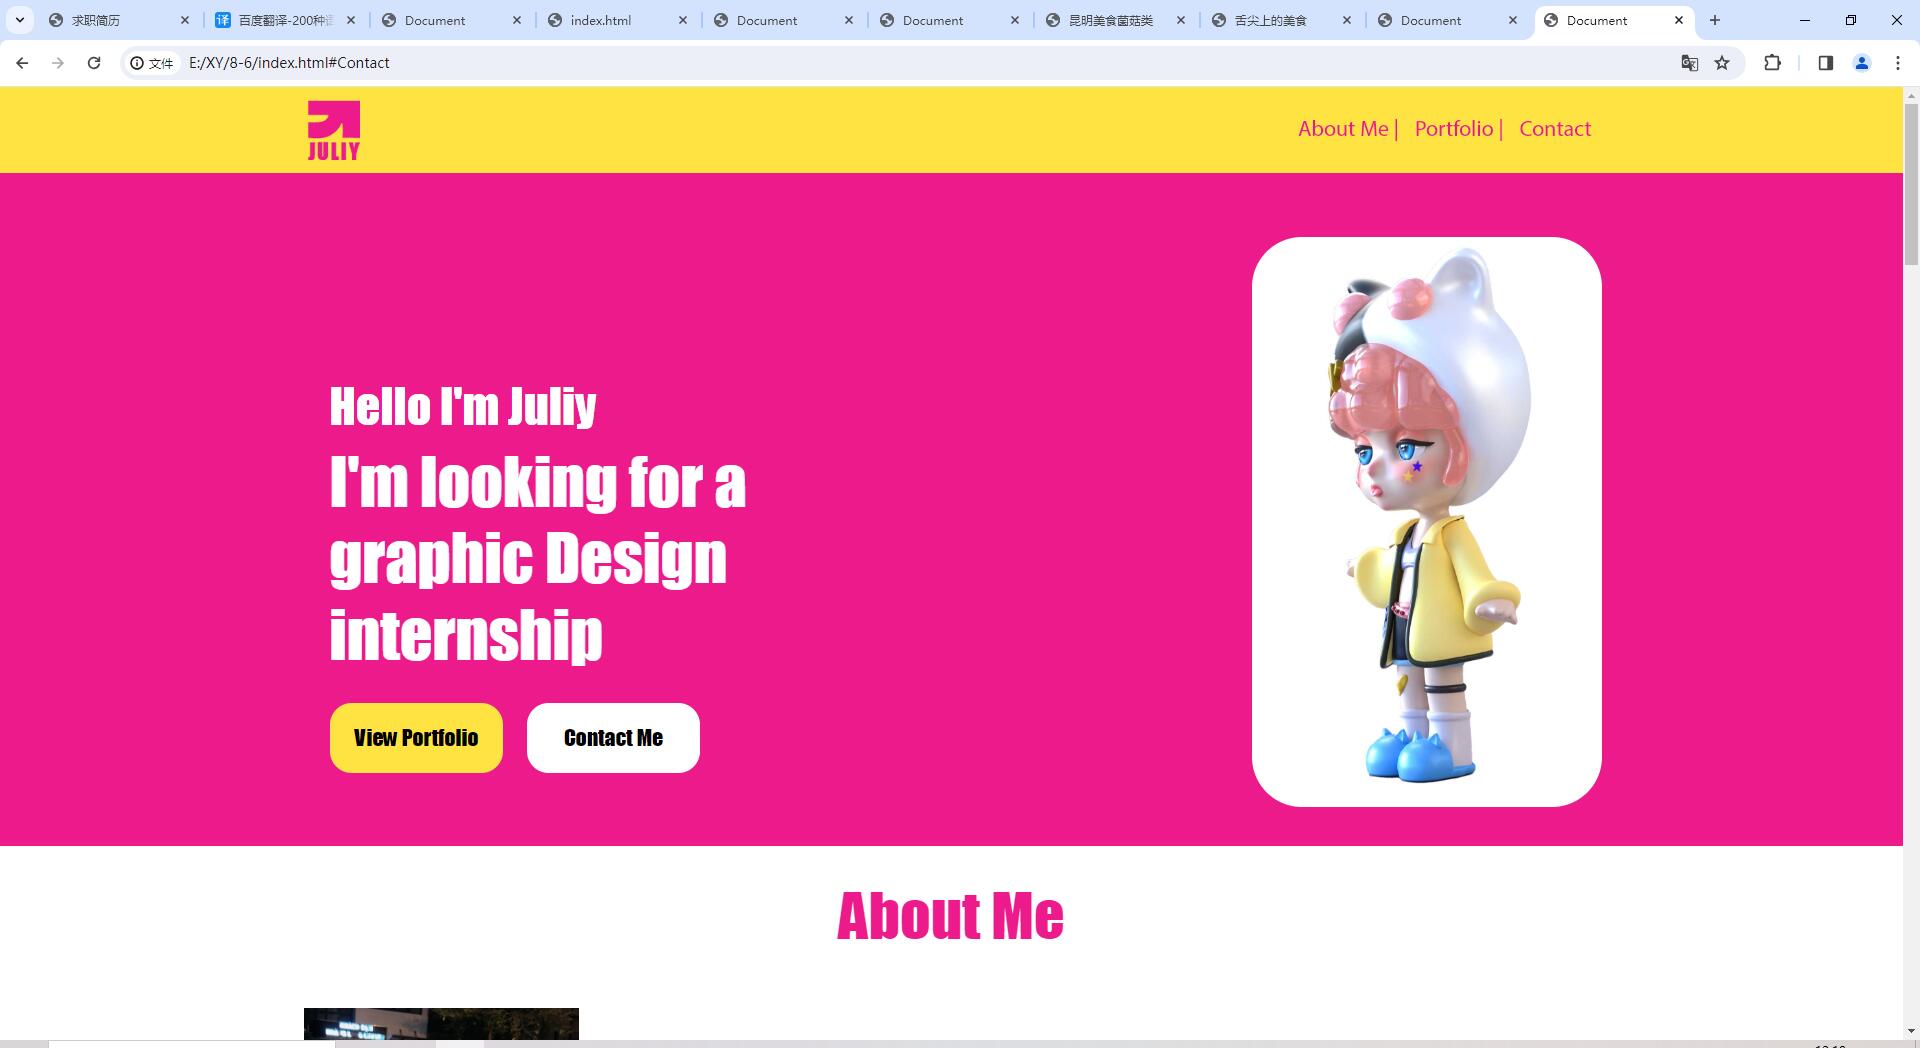 求职简历
百度翻译-200种语
Document
index.html
Document
Document
昆明美食菌菇类
舌尖上的美食
Document
Document
文件
E:/XY/8-6/index.html#Contact
JULIY
About Me | Portfolio | Contact
Hello I'm Juliy
I'm looking for a
graphic Design
internship
View Portfolio
Contact Me
About Me